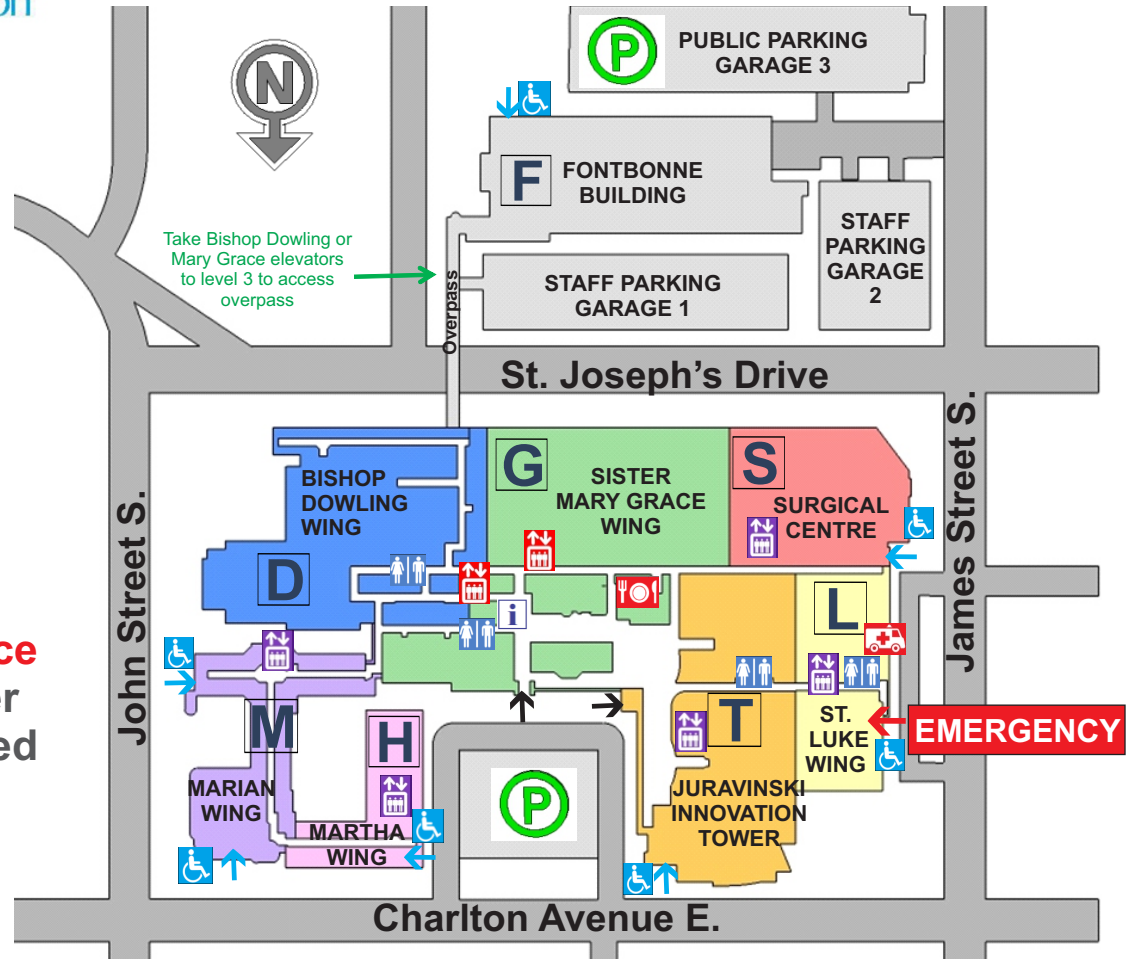 N
P
PUBLIC PARKING
GARAGE 3
F
FONTBONNE
BUILDING
STAFF
PARKING
GARAGE
2
Take Bishop Dowling or
Mary Grace elevators
to level 3 to access
overpass
Overpass
STAFF PARKING
GARAGE 1
St. Joseph's Drive
John Street S.
James Street S.
BISHOP
DOWLING
WING
D
G
SISTER
MARY GRACE
WING
S
SURGICAL
CENTRE
i
L
ST.
LUKE
WING
EMERGENCY
M
MARIAN
WING
H
MARTHA
WING
P
T
JURAVINSKI
INNOVATION
TOWER
Charlton Avenue E.